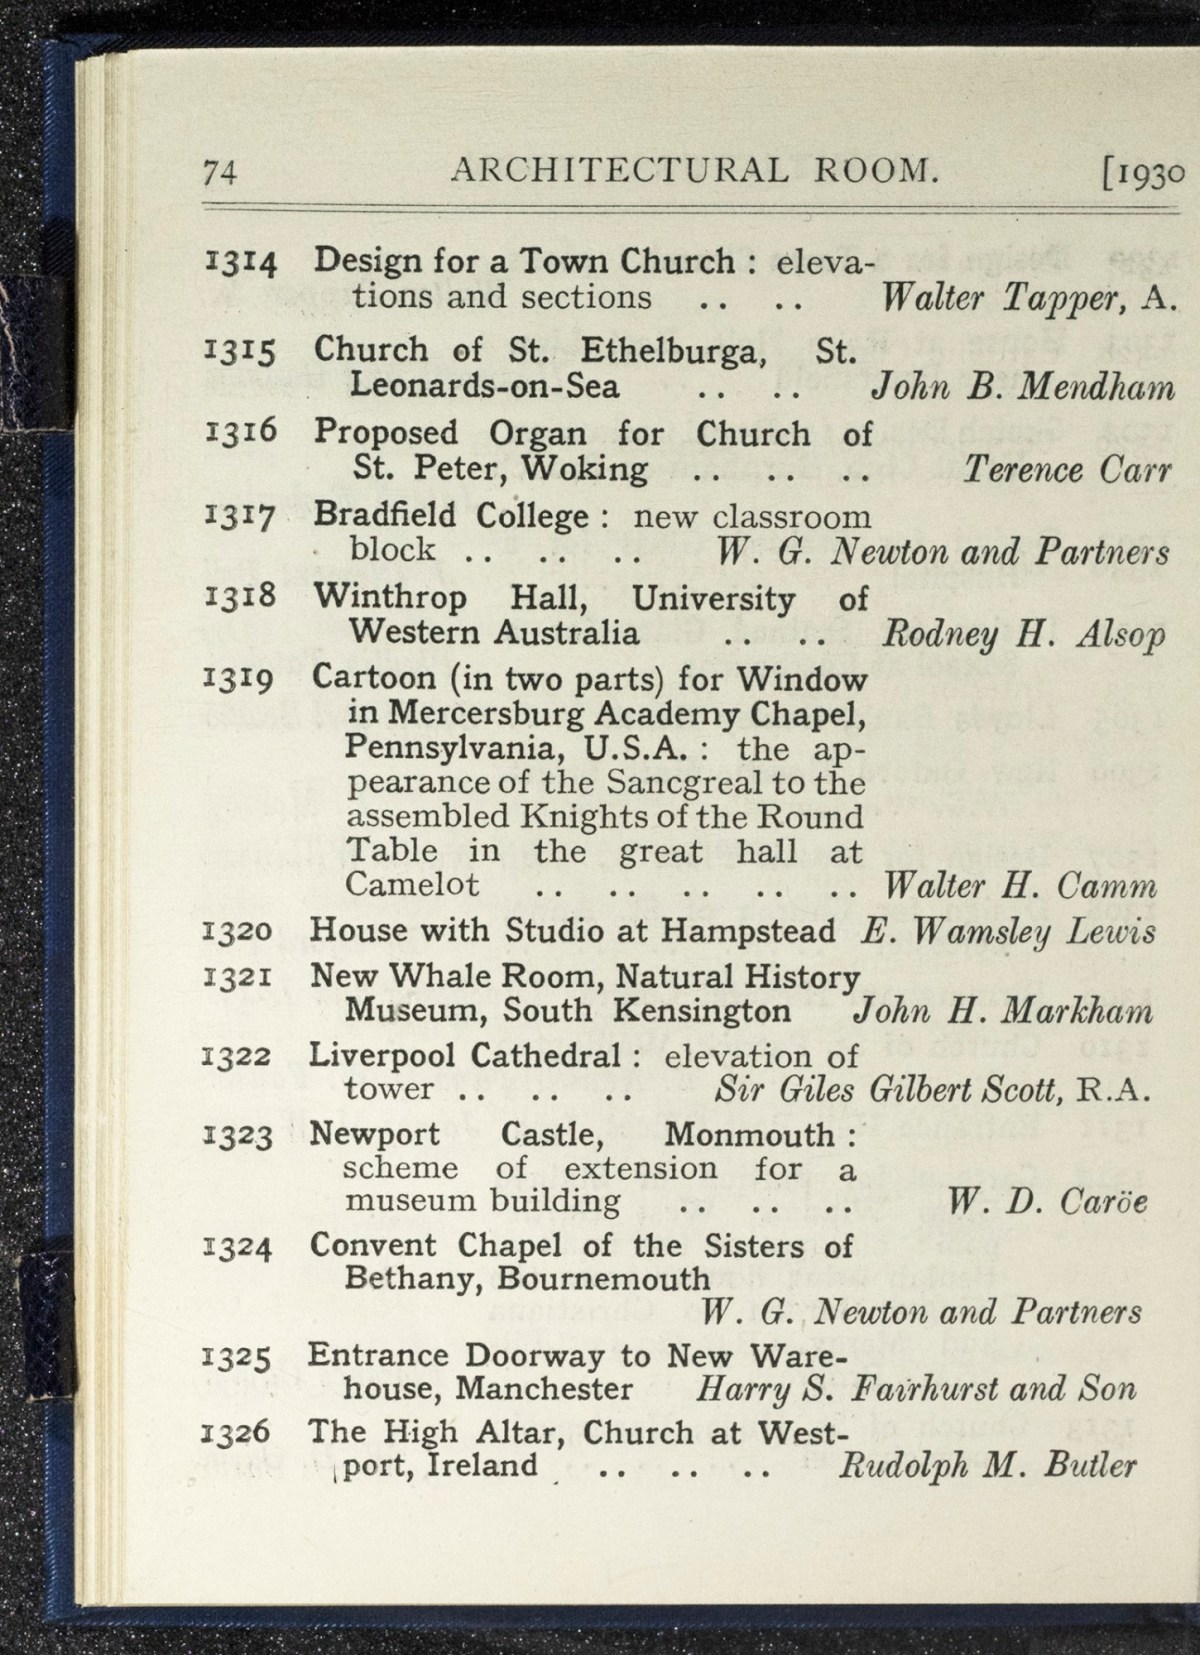 74 ARCHITECTURAL ROOM. [1930
1314 Design for a Town Church : eleva-
tions and sections .. .. Walter Tapper, A.
1315 Church of St. Ethelburga, St.
Leonards-on-Sea .. .. John B. Mendham
1316 Proposed Organ for Church of
St. Peter, Woking .. .. .. Terence Carr
1317 Bradfield College : new classroom
block .. .. .. W. G. Newton and Partners
1318 Winthrop Hall, University of
Western Australia .. .. Rodney H. Alsop
1319 Cartoon (in two parts) for Window
in Mercersburg Academy Chapel,
Pennsylvania, U.S.A. : the ap-
pearance of the Sancgreal to the
assembled Knights of the Round
Table in the great hall at
Camelot .. .. .. .. .. Walter H. Camm
1320 House with Studio at Hampstead E. Wamsley Lewis
1321 New Whale Room, Natural History
Museum, South Kensington John H. Markham
1322 Liverpool Cathedral : elevation of
tower .. .. .. Sir Giles Gilbert Scott, R.A.
1323 Newport Castle, Monmouth :
scheme of extension for a
museum building .. .. .. W. D. Caröe
1324 Convent Chapel of the Sisters of
Bethany, Bournemouth
W. G. Newton and Partners
1325 Entrance Doorway to New Ware-
house, Manchester Harry S. Fairhurst and Son
1326 The High Altar, Church at West-
port, Ireland .. .. .. Rudolph M. Butler